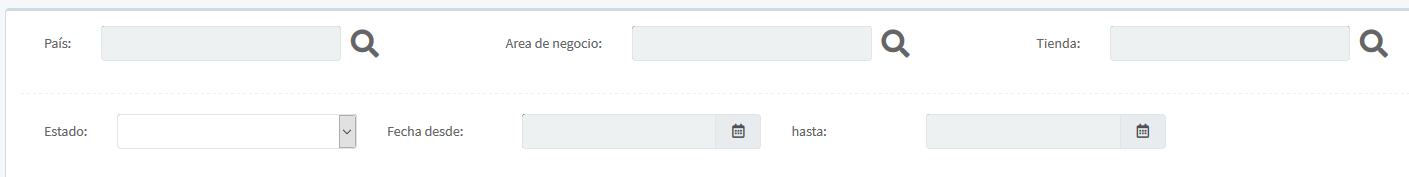 País: Area de negocio: Tienda:
Estado: Fecha desde: hasta: